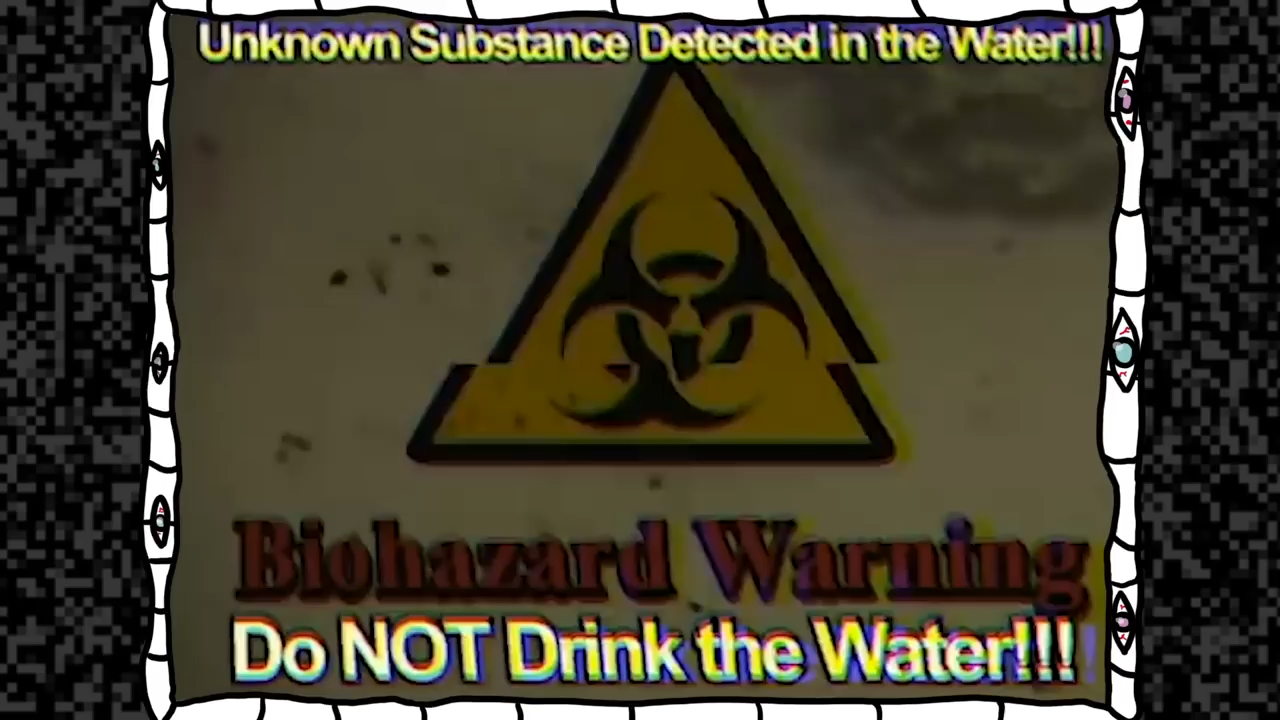 Unknown Substance Detected in the Water!!!
Biohazard Warning
Do NOT Drink the Water!!!